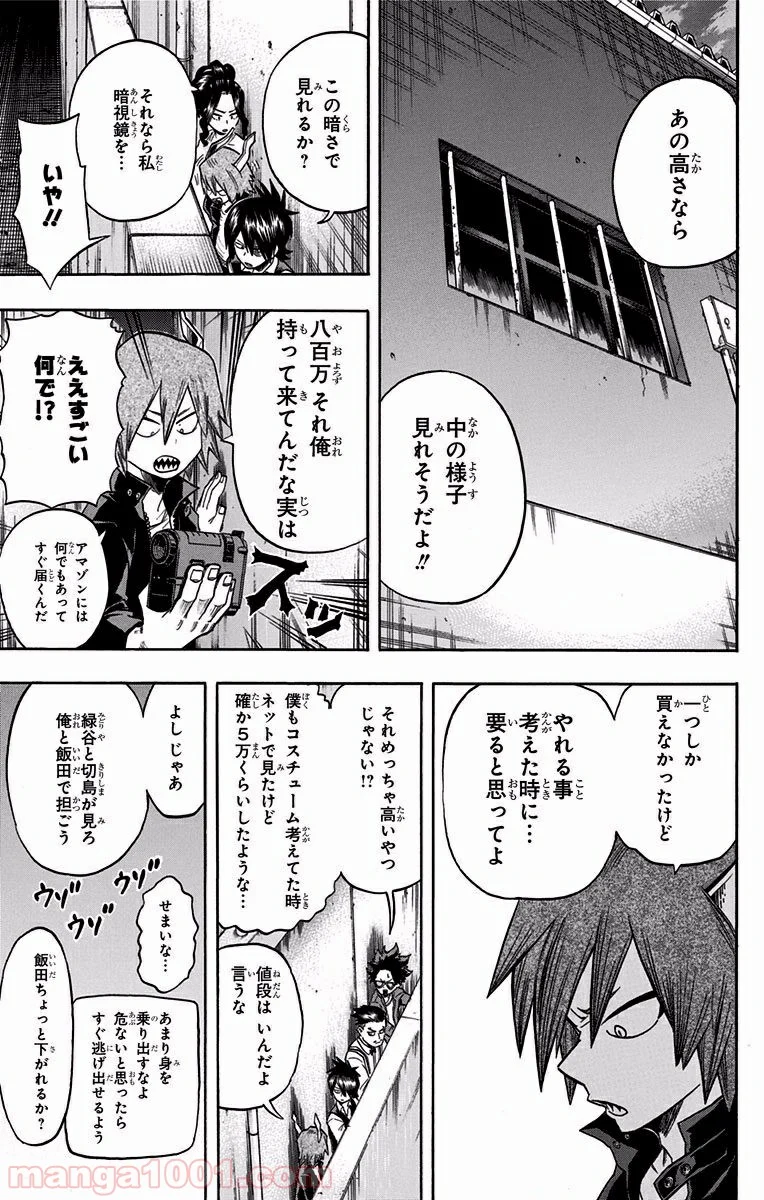 あの高さなら
中の様子
見れそうだよ!!
この暗さで
見れるか?
それなら私
暗視鏡を…
いや!!
八百万それ俺
持って来てんだな実は
ズッ
ええすごい
何で!?
アマゾンには
何でもあって
すぐ届くんだ
一つしか
買えなかったけど
やれる事
考えた時に…
要ると思ってよ
それめっちゃ高いやつ
じゃない!?
僕もコスチューム考えてた時
ネットで見たけど
確か5万くらいしたような…
値段はいんだよ
言うな
よしじゃあ
緑谷と切島が見ろ
俺と飯田で担ごう
ウゾ
ウゾ
せまいな…
あまり身を
乗り出すなよ
危ないと思ったら
すぐ逃げ出せるよう
飯田ちょっと下がれるか?
manga1001.com